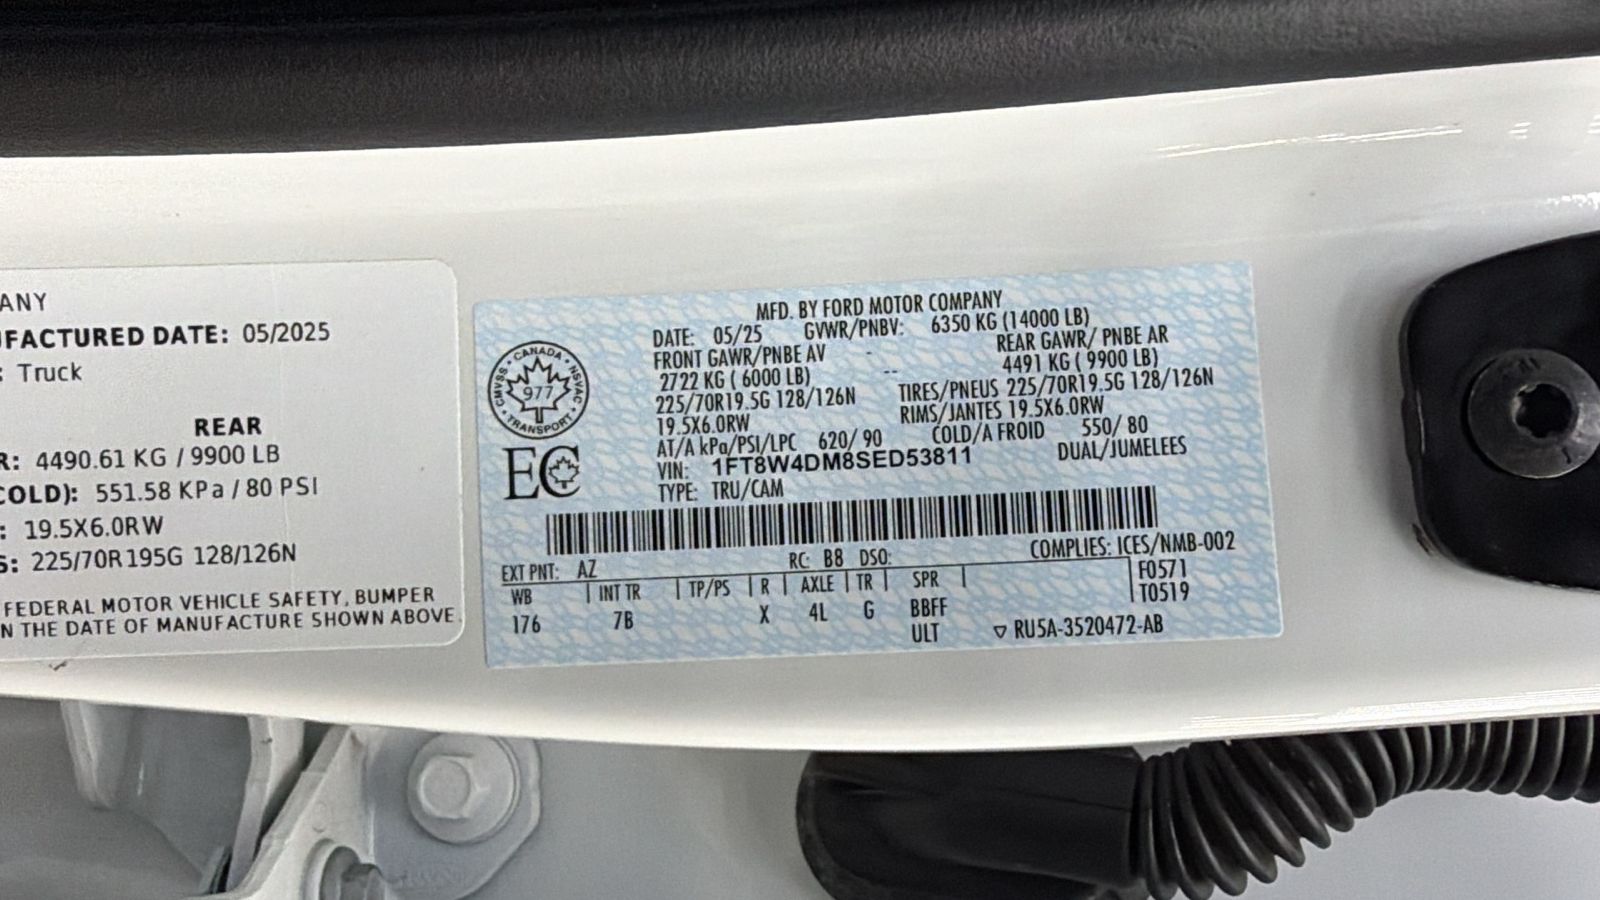 ANY
FACTURED DATE: 05/2025
: Truck
REAR
R: 4490.61 KG / 9900 LB
COLD): 551.58 KPa / 80 PSI
: 19.5X6.0RW
S: 225/70R195G 128/126N
FEDERAL MOTOR VEHICLE SAFETY, BUMPER
N THE DATE OF MANUFACTURE SHOWN ABOVE.
MFD. BY FORD MOTOR COMPANY
DATE: 05/25 GVWR/PNBV: 6350 KG (14000 LB)
FRONT GAWR/PNBE AV REAR GAWR/ PNBE AR
2722 KG ( 6000 LB) 4491 KG ( 9900 LB)
225/70R19.5G 128/126N TIRES/PNEUS 225/70R19.5G 128/126N
19.5X6.0RW RIMS/JANTES 19.5X6.0RW
AT/A kPa/PSI/LPC 620/ 90 COLD/A FROID 550/ 80
VIN: 1FT8W4DM8SED53811 DUAL/JUMELEES
TYPE: TRU/CAM
CANADA
CMVSS 977 NSVAC
TRANSPORT
EC
COMPLIES: ICES/NMB-002
EXT PNT: AZ RC: B8 DSO:
WB INT TR TP/PS R AXLE TR SPR F0571
176 7B X 4L G BBFF T0519
ULT RU5A-3520472-AB